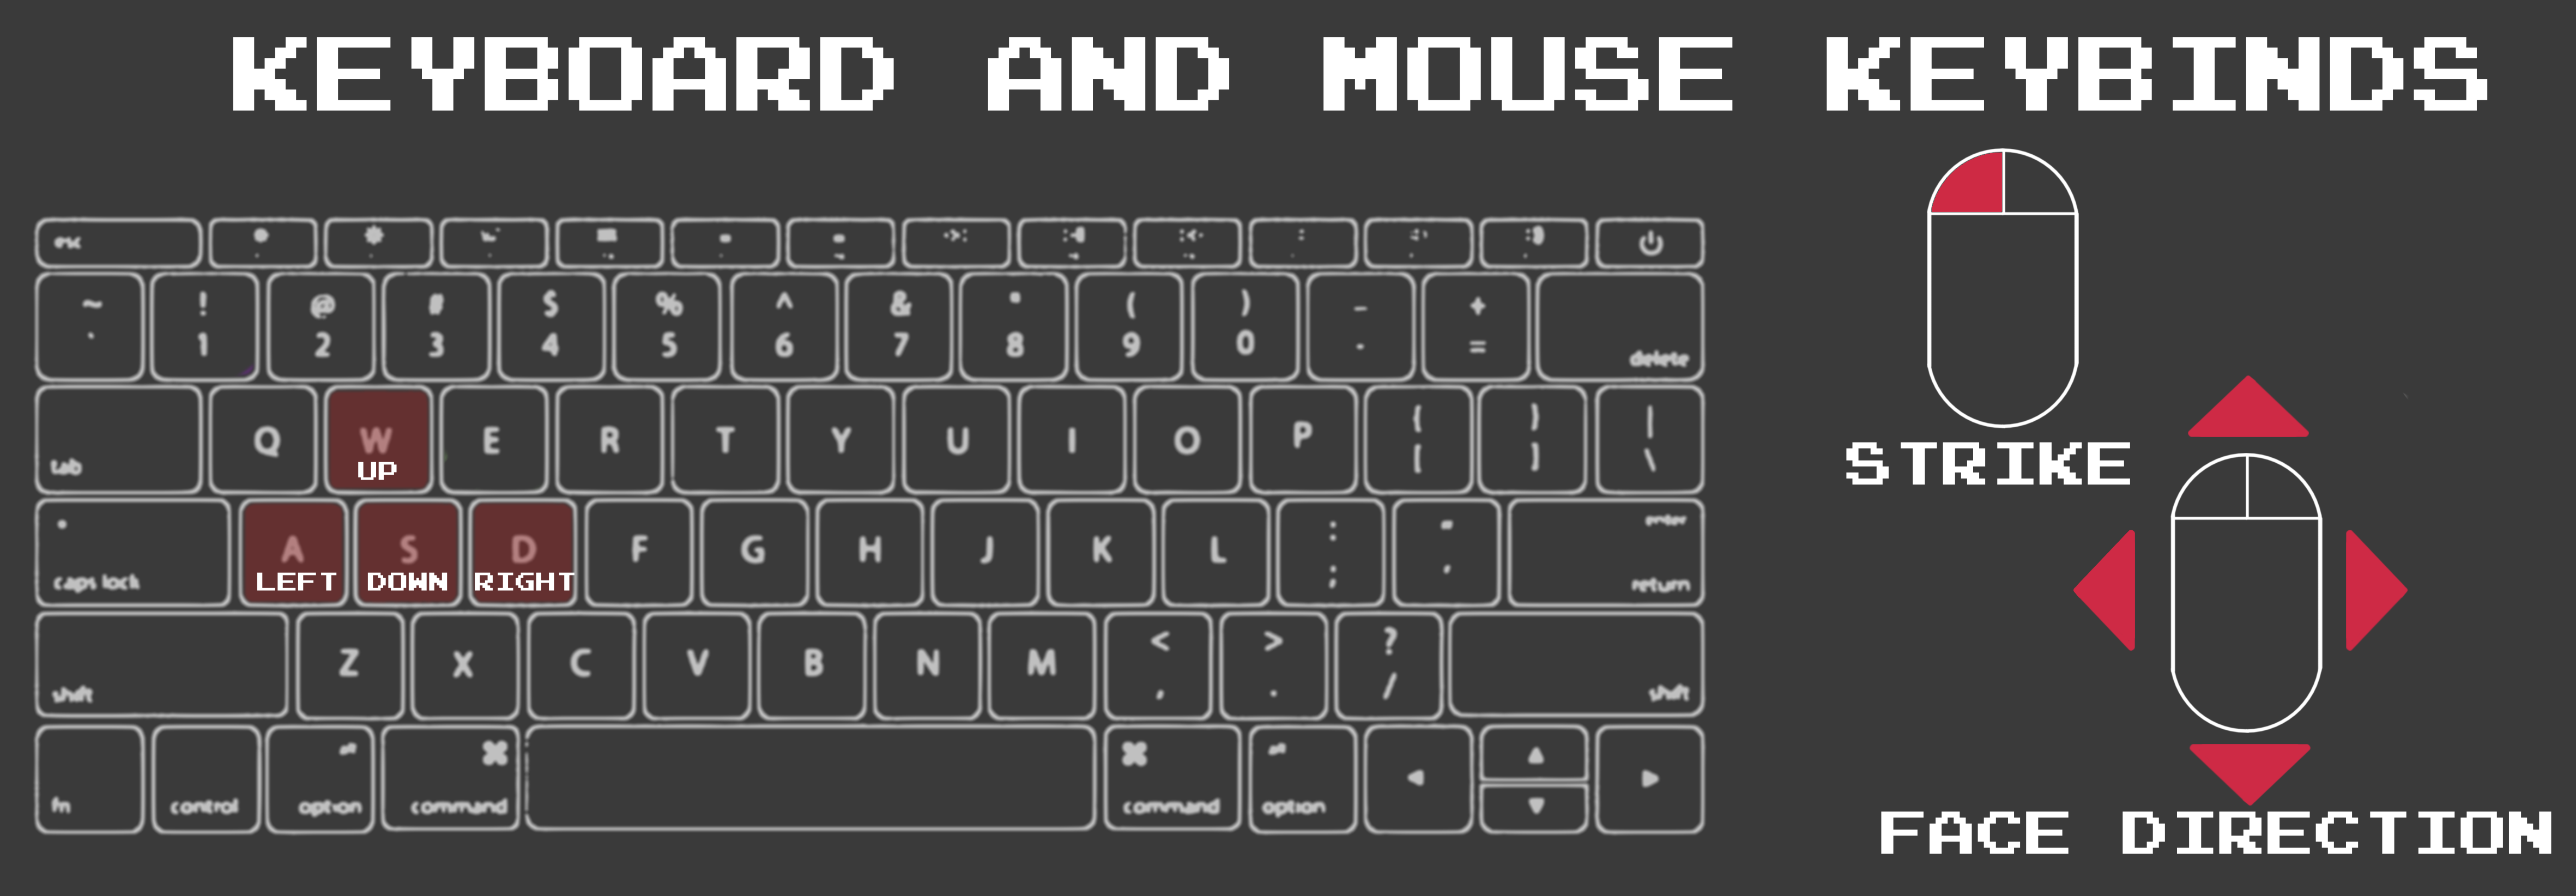 KEYBOARD AND MOUSE KEYBINDS
esc
~ ! @ # $ % ^ & ( ) _ +
` 1 2 3 4 5 6 7 8 9 0 - = delete
tab Q W E R T Y U I O P { } |
UP [ ] \
STRIKE
caps lock A S D F G H J K L : " enter
LEFT DOWN RIGHT ; ' return
shift Z X C V B N M < > ? shift
, . /
fn control option ⌘ command ⌘ command option ◀ ▲ ▼ ▶
FACE DIRECTION